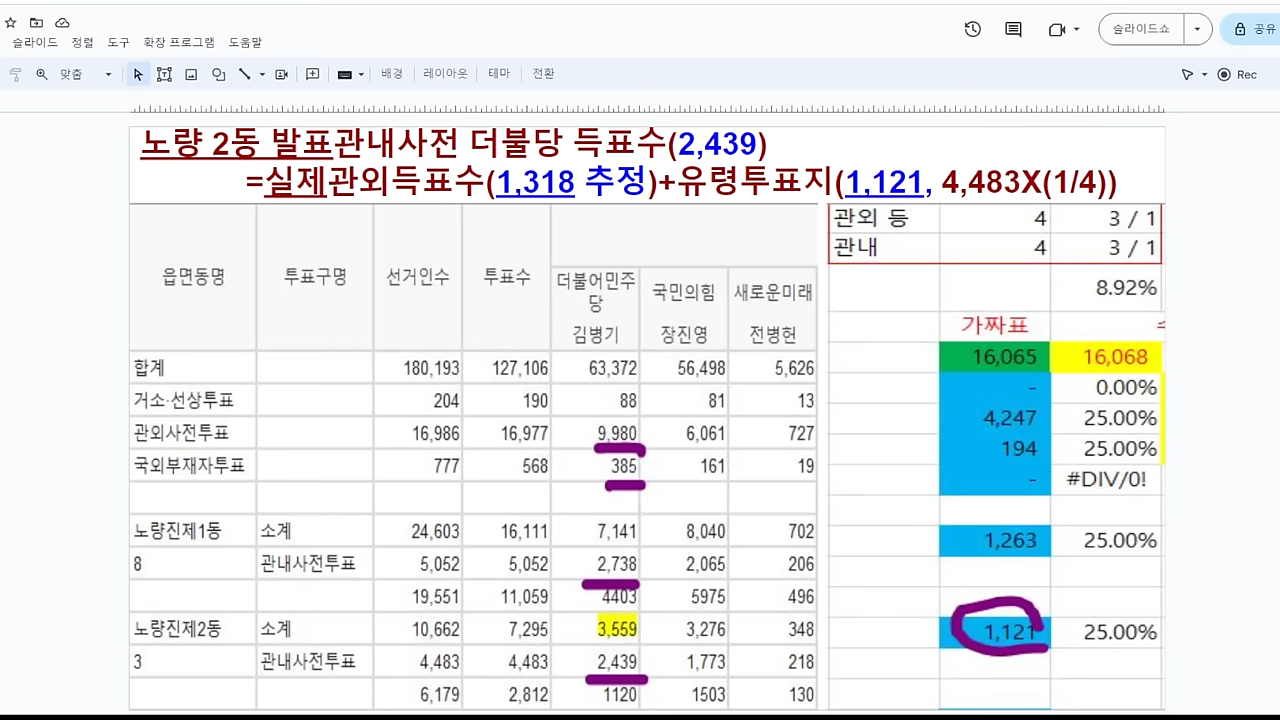 슬라이드 정렬 도구 확장 프로그램 도움말
슬라이드쇼
공유
맞춤
배경 레이아웃 테마 전환
Rec
노량 2동 발표관내사전 더불당 득표수(2,439)
=실제관외득표수(1,318 추정)+유령투표지(1,121, 4,483X(1/4))
읍면동명 투표구명 선거인수 투표수 더불어민주당 김병기 국민의힘 장진영 새로운미래 전병헌
합계 180,193 127,106 63,372 56,498 5,626
거소·선상투표 204 190 88 81 13
관외사전투표 16,986 16,977 9,980 6,061 727
국외부재자투표 777 568 385 161 19
노량진제1동 소계 24,603 16,111 7,141 8,040 702
8 관내사전투표 5,052 5,052 2,738 2,065 206
19,551 11,059 4403 5975 496
노량진제2동 소계 10,662 7,295 3,559 3,276 348
3 관내사전투표 4,483 4,483 2,439 1,773 218
6,179 2,812 1120 1503 130
관외 등 4 3 / 1
관내 4 3 / 1
8.92%
가짜표
16,065 16,068
- 0.00%
4,247 25.00%
194 25.00%
- #DIV/0!
1,263 25.00%
1,121 25.00%